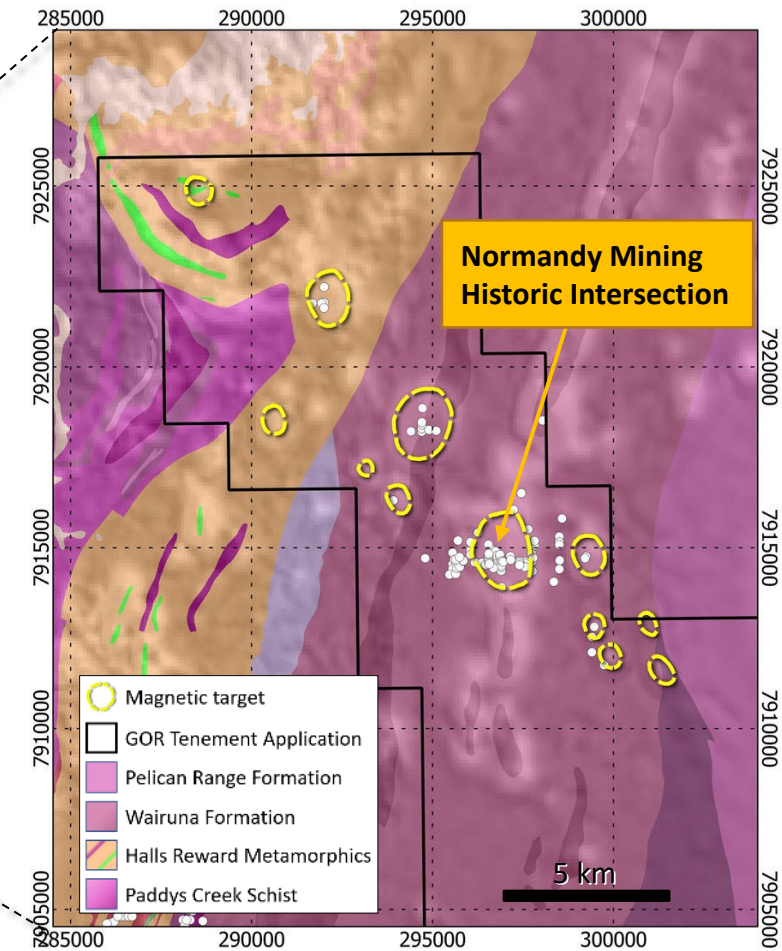 285000 290000 295000 300000
7925000 7925000
Normandy Mining
Historic Intersection
7920000 7920000
7915000 7915000
Magnetic target
GOR Tenement Application
Pelican Range Formation
Wairuna Formation
Halls Reward Metamorphics
Paddys Creek Schist
7910000 7910000
5 km
7905000 7905000
285000 290000 295000 300000